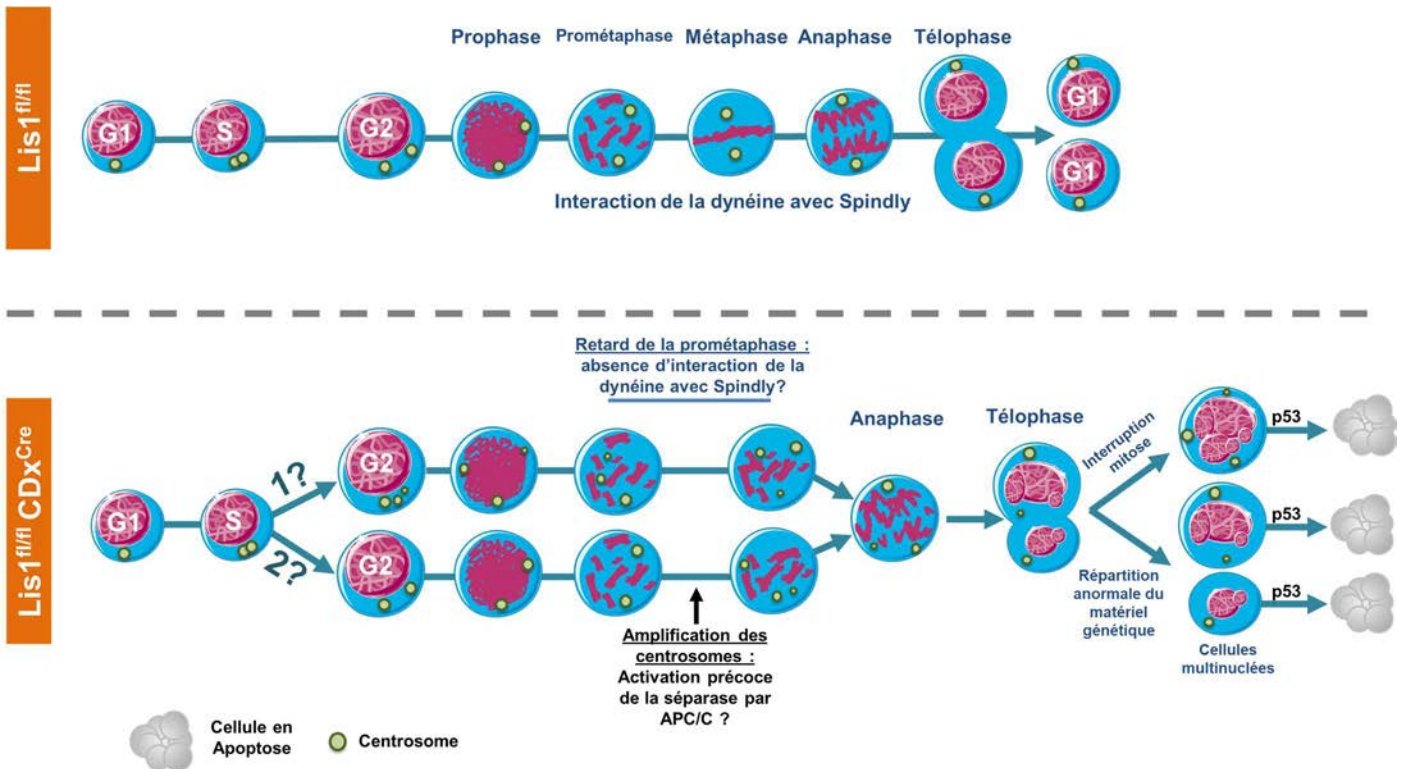 Lis1fl/fl
Prophase
Prométaphase
Métaphase
Anaphase
Télophase
G1
S
G2
G1
G1
Interaction de la dynéine avec Spindly
Lis1fl/fl CDxCre
Retard de la prométaphase :
absence d'interaction de la
dynéine avec Spindly?
Anaphase
Télophase
G1
S
1?
2?
G2
G2
Interruption
mitose
Répartition
anormale du
matériel
génétique
p53
p53
p53
Cellules
multinuclées
Amplification des
centrosomes :
Activation précoce
de la séparase par
APC/C ?
Cellule en
Apoptose
Centrosome